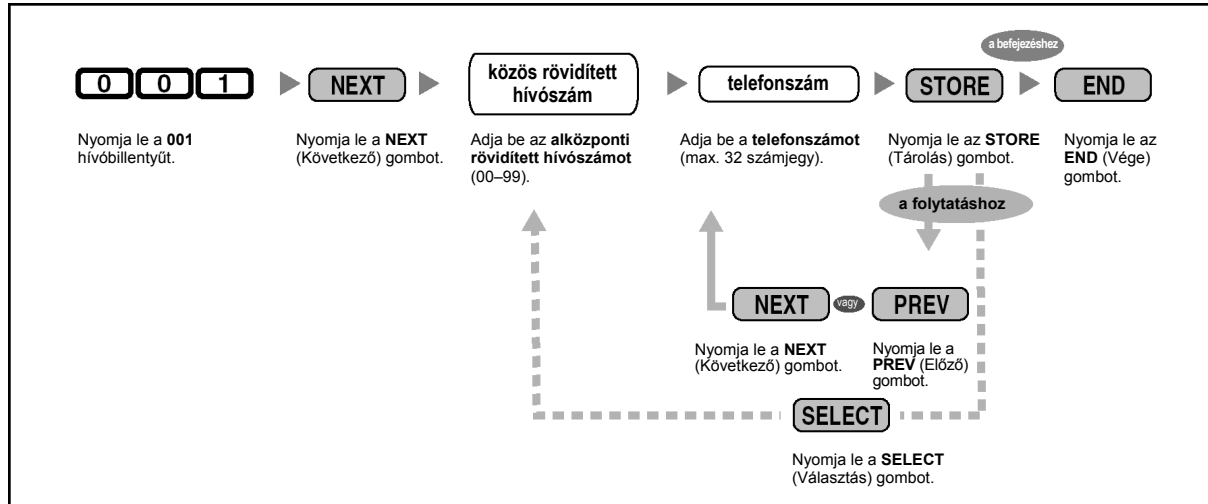 a befejezéshez
0 0 1
NEXT
közös rövidített
hívószám
telefonszám
STORE
END
Nyomja le a 001
hívóbillentyűt.
Nyomja le a NEXT
(Következő) gombot.
Adja be az alközponti
rövidített hívószámot
(00–99).
Adja be a telefonszámot
(max. 32 számjegy).
Nyomja le az STORE
(Tárolás) gombot.
Nyomja le az
END (Vége)
gombot.
a folytatáshoz
NEXT
vagy
PREV
Nyomja le a NEXT
(Következő) gombot.
Nyomja le a
PREV (Előző)
gombot.
SELECT
Nyomja le a SELECT
(Választás) gombot.